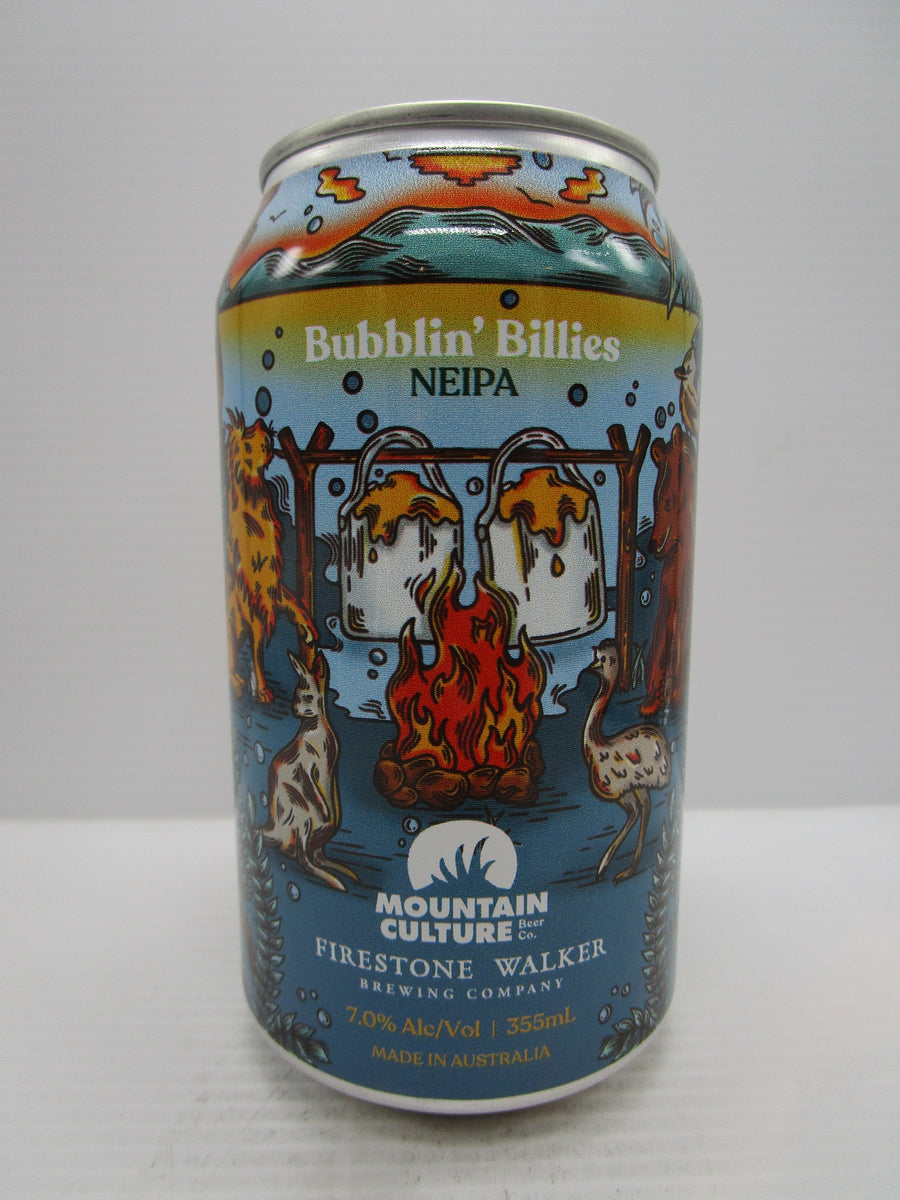 Bubblin' Billies
NEIPA
MOUNTAIN
CULTURE Beer Co.
FIRESTONE WALKER
BREWING COMPANY
7.0% Alc/Vol | 355mL
MADE IN AUSTRALIA